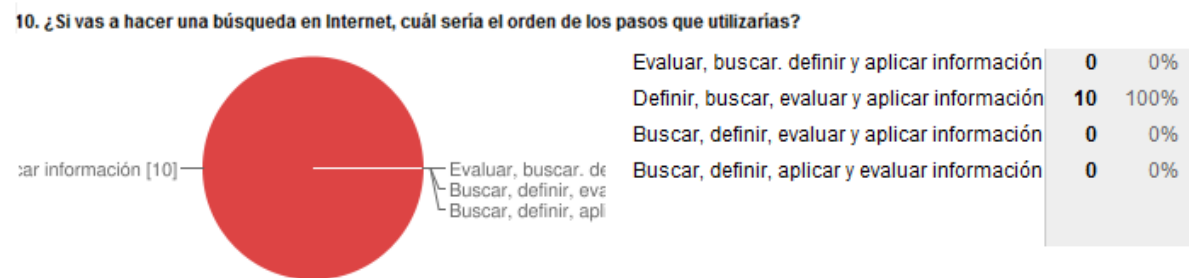 10. ¿Si vas a hacer una búsqueda en Internet, cuál sería el orden de los pasos que utilizarías?
car información [10]
Evaluar, buscar. de
Buscar, definir, eva
Buscar, definir, apli
Evaluar, buscar. definir y aplicar información 0 0%
Definir, buscar, evaluar y aplicar información 10 100%
Buscar, definir, evaluar y aplicar información 0 0%
Buscar, definir, aplicar y evaluar información 0 0%